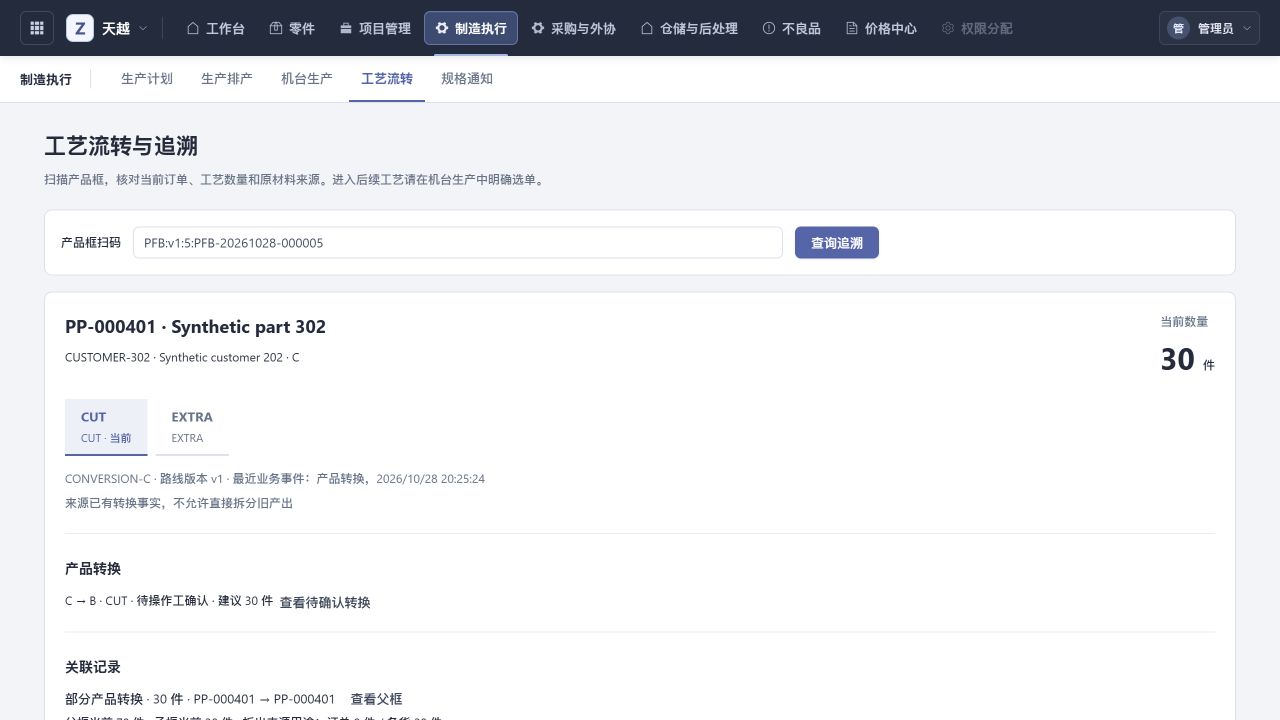 Z 天越 工作台 零件 项目管理 制造执行 采购与外协 仓储与后处理 不良品 价格中心 权限分配 管 管理员
制造执行 生产计划 生产排产 机台生产 工艺流转 规格通知
工艺流转与追溯
扫描产品框，核对当前订单、工艺数量和原材料来源。进入后续工艺请在机台生产中明确选单。
产品框扫码 PFB:v1:5:PFB-20261028-000005 查询追溯
PP-000401 · Synthetic part 302 当前数量
CUSTOMER-302 · Synthetic customer 202 · C 30 件
CUT EXTRA
CUT · 当前 EXTRA
CONVERSION-C · 路线版本 v1 · 最近业务事件：产品转换，2026/10/28 20:25:24
来源已有转换事实，不允许直接拆分旧产出
产品转换
C → B · CUT · 待操作工确认 · 建议 30 件 查看待确认转换
关联记录
部分产品转换 · 30 件 · PP-000401 → PP-000401 查看父框